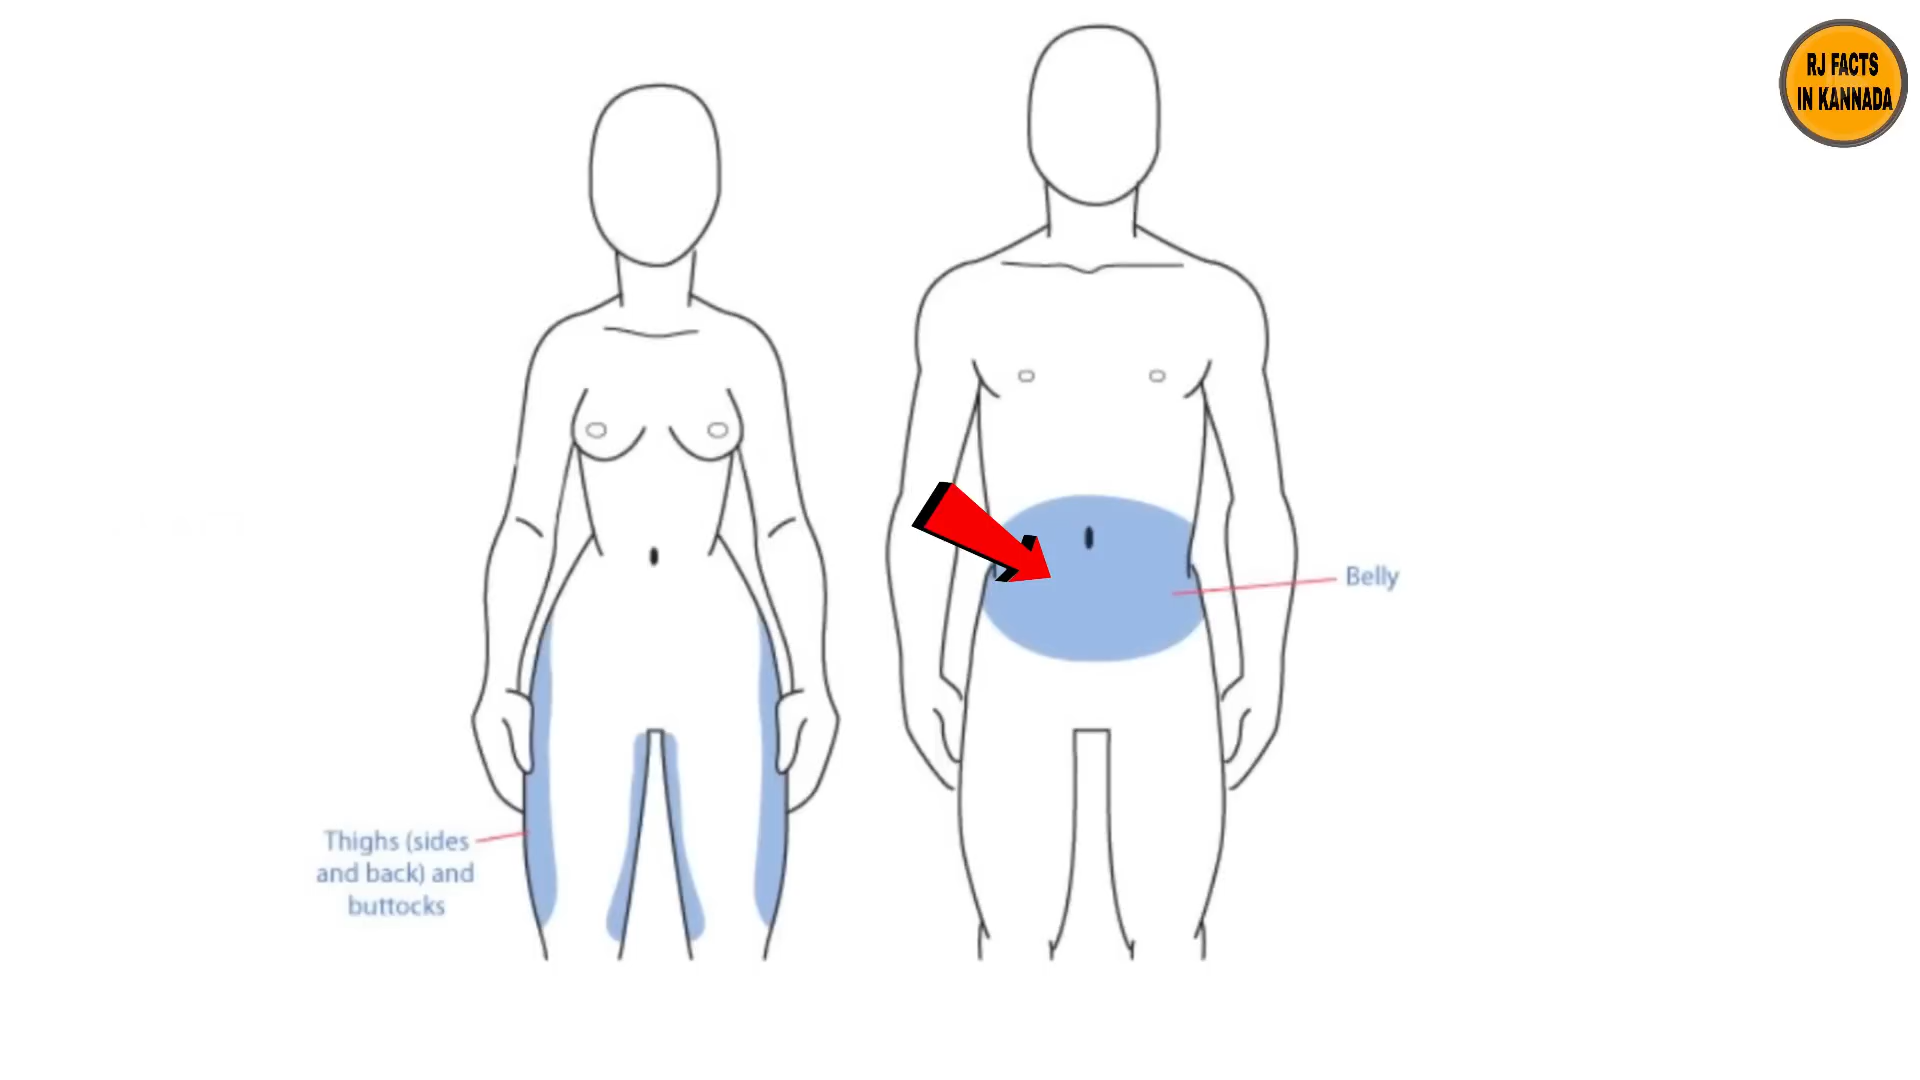 RJ FACTS
IN KANNADA
Belly
Thighs (sides
and back) and
buttocks